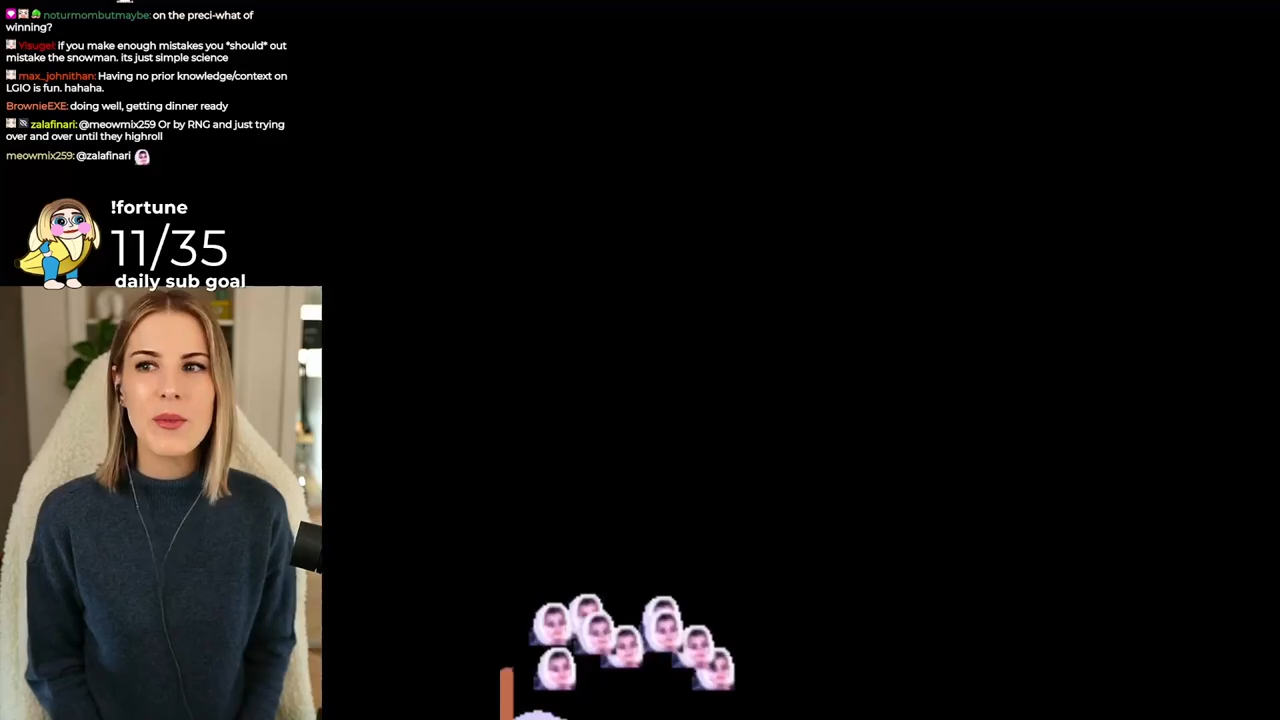 noturmombutmaybe: on the preci-what of
winning?
Yisugei: if you make enough mistakes you *should* out
mistake the snowman. its just simple science
max_johnithan: Having no prior knowledge/context on
LGIO is fun. hahaha.
BrownieEXE: doing well, getting dinner ready
zalafinari: @meowmix259 Or by RNG and just trying
over and over until they highroll
meowmix259: @zalafinari
!fortune
11/35
daily sub goal